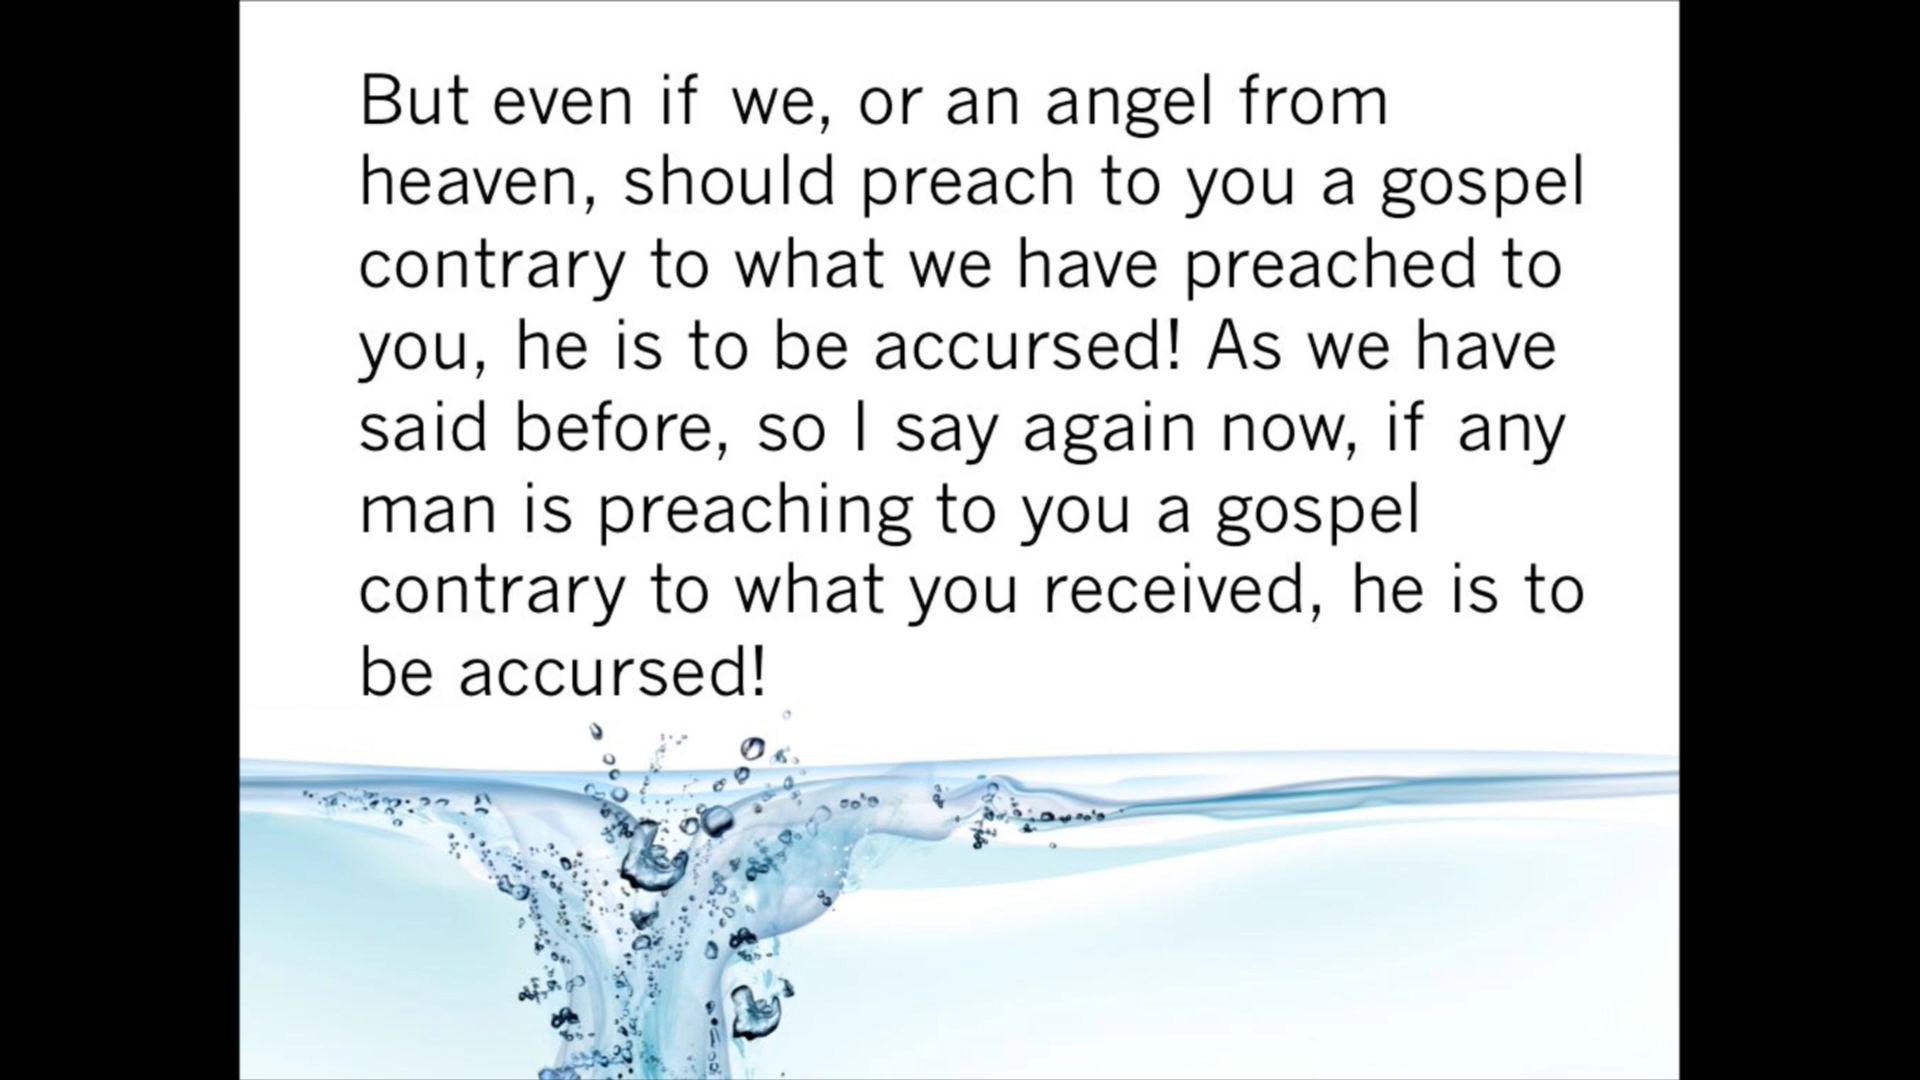 But even if we, or an angel from
heaven, should preach to you a gospel
contrary to what we have preached to
you, he is to be accursed! As we have
said before, so I say again now, if any
man is preaching to you a gospel
contrary to what you received, he is to
be accursed!